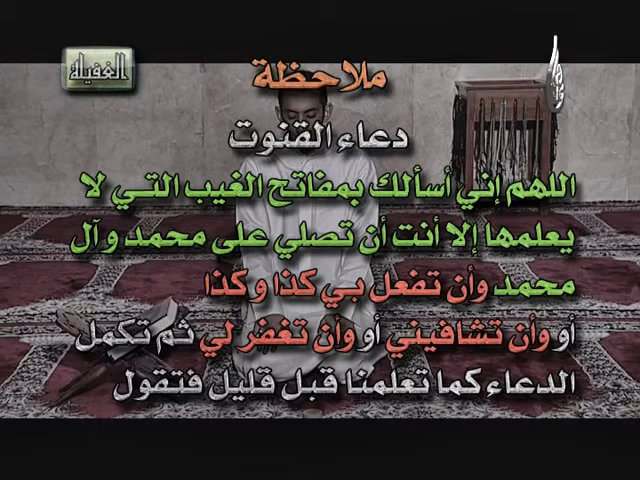 الغفيلة
ملاحظة
دعاء القنوت
اللهم إني أسألك بمفاتح الغيب التي لا
يعلمها إلا أنت أن تصلي على محمد وآل
محمد وأن تفعل بي كذا وكذا
أو وأن تشافيني أو وأن تغفر لي ثم تكمل
الدعاء كما تعلمنا قبل قليل فتقول